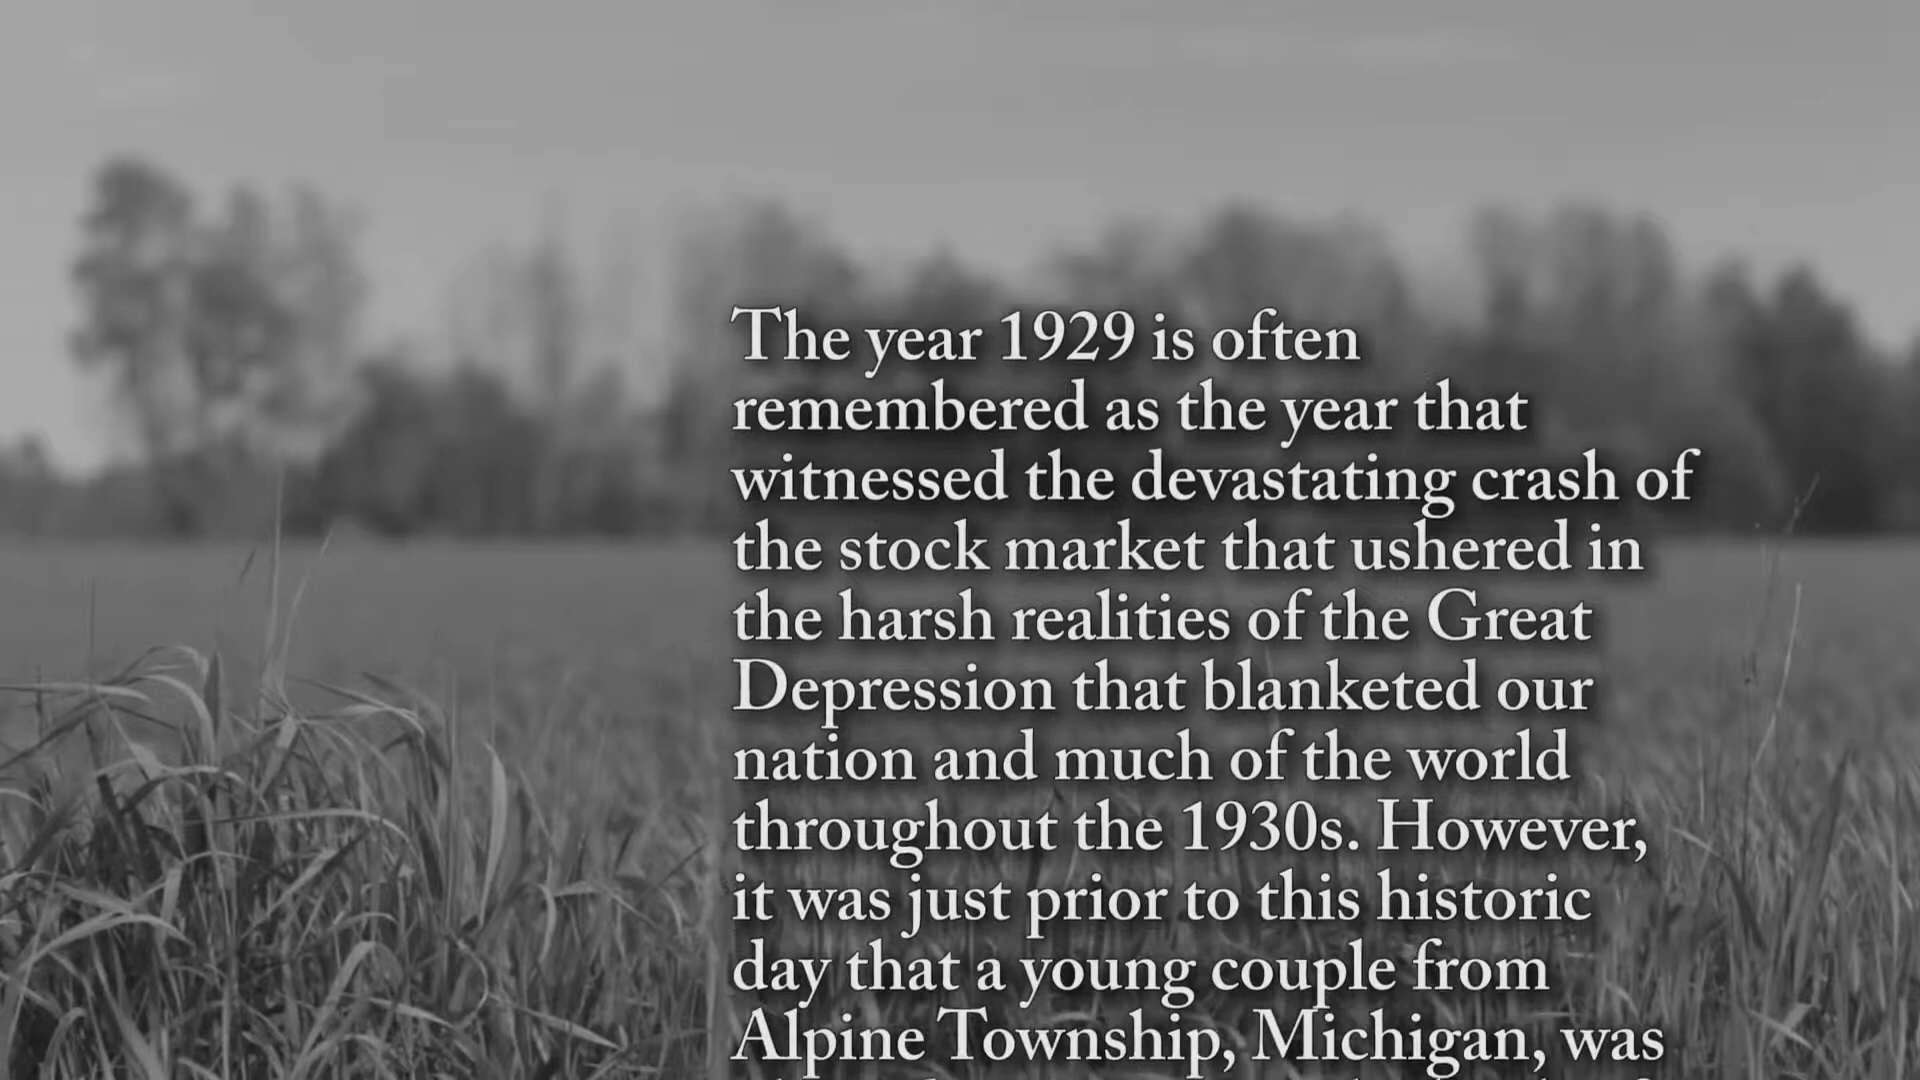 The year 1929 is often
remembered as the year that
witnessed the devastating crash of
the stock market that ushered in
the harsh realities of the Great
Depression that blanketed our
nation and much of the world
throughout the 1930s. However,
it was just prior to this historic
day that a young couple from
Alpine Township, Michigan, was